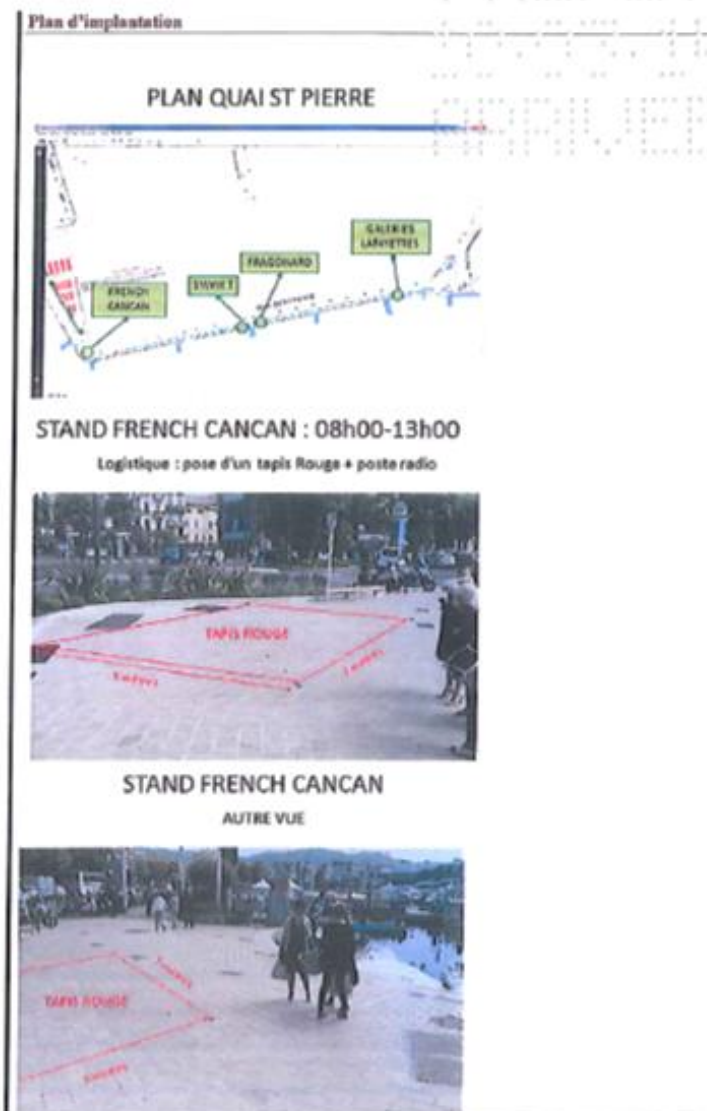 Plan d'implantation
PLAN QUAI ST PIERRE
GALERIES
LAFAYETTES
FRAGONARD
FRENCH
CANCAN
STAND FRENCH CANCAN : 08h00-13h00
Logistique : pose d'un tapis Rouge + poste radio
TAPIS ROUGE
STAND FRENCH CANCAN
AUTRE VUE
TAPIS ROUGE